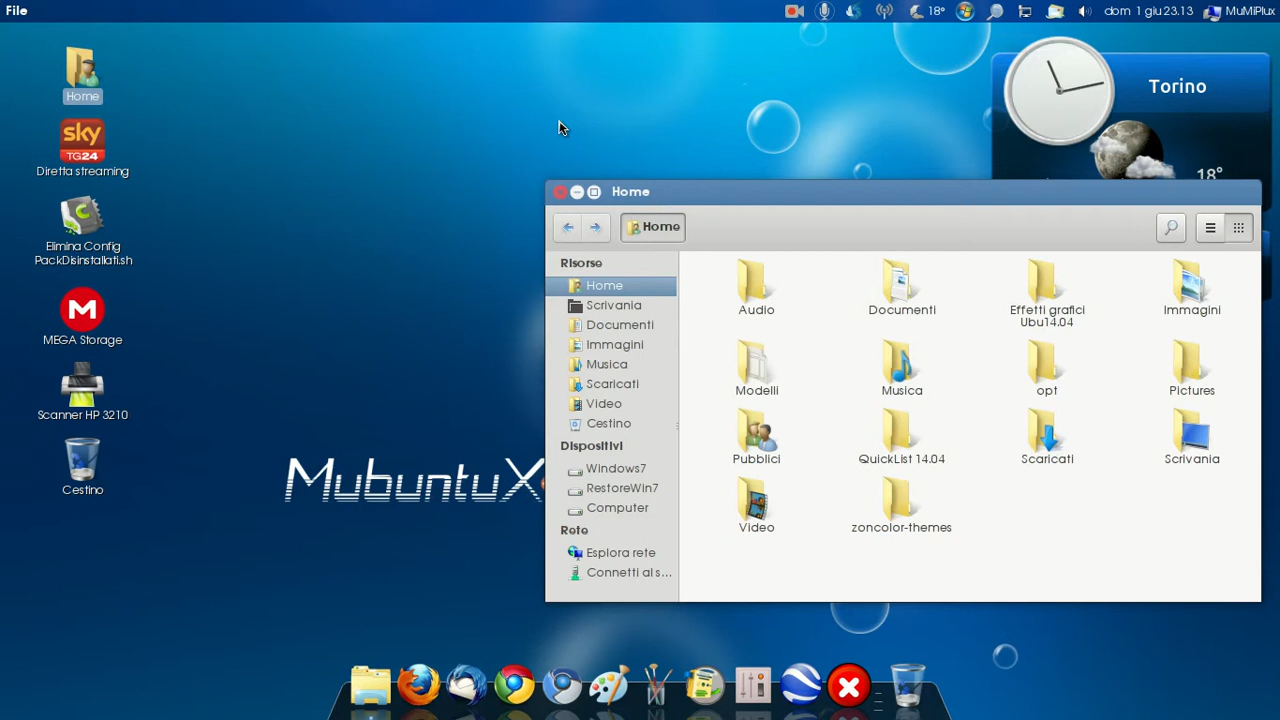 File
18°
dom 1 giu 23.13
MuMiPlux
Home
sky
TG24
Diretta streaming
Elimina Config
PackDisinstallati.sh
M
MEGA Storage
Scanner HP 3210
Cestino
MubuntuX
Torino
18°
Home
Home
Risorse
Home
Scrivania
Documenti
Immagini
Musica
Scaricati
Video
Cestino
Dispositivi
Windows7
RestoreWin7
Computer
Rete
Esplora rete
Connetti al s...
Audio
Documenti
Effetti grafici
Ubu14.04
Immagini
Modelli
Musica
opt
Pictures
Pubblici
QuickList 14.04
Scaricati
Scrivania
Video
zoncolor-themes